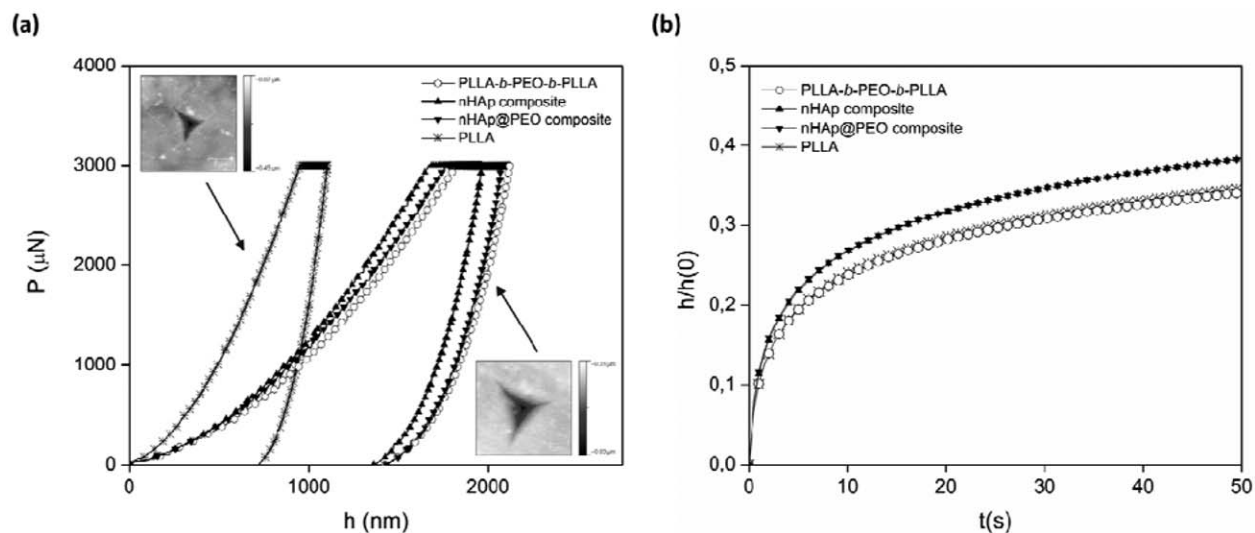 (a)
(b)
4000
3000
2000
1000
0
P (μN)
PLLA-b-PEO-b-PLLA
nHAp composite
nHAp@PEO composite
PLLA
0
1000
2000
h (nm)
0,5
0,4
0,3
0,2
0,1
0,0
h/h(0)
PLLA-b-PEO-b-PLLA
nHAp composite
nHAp@PEO composite
PLLA
0
10
20
30
40
50
t(s)